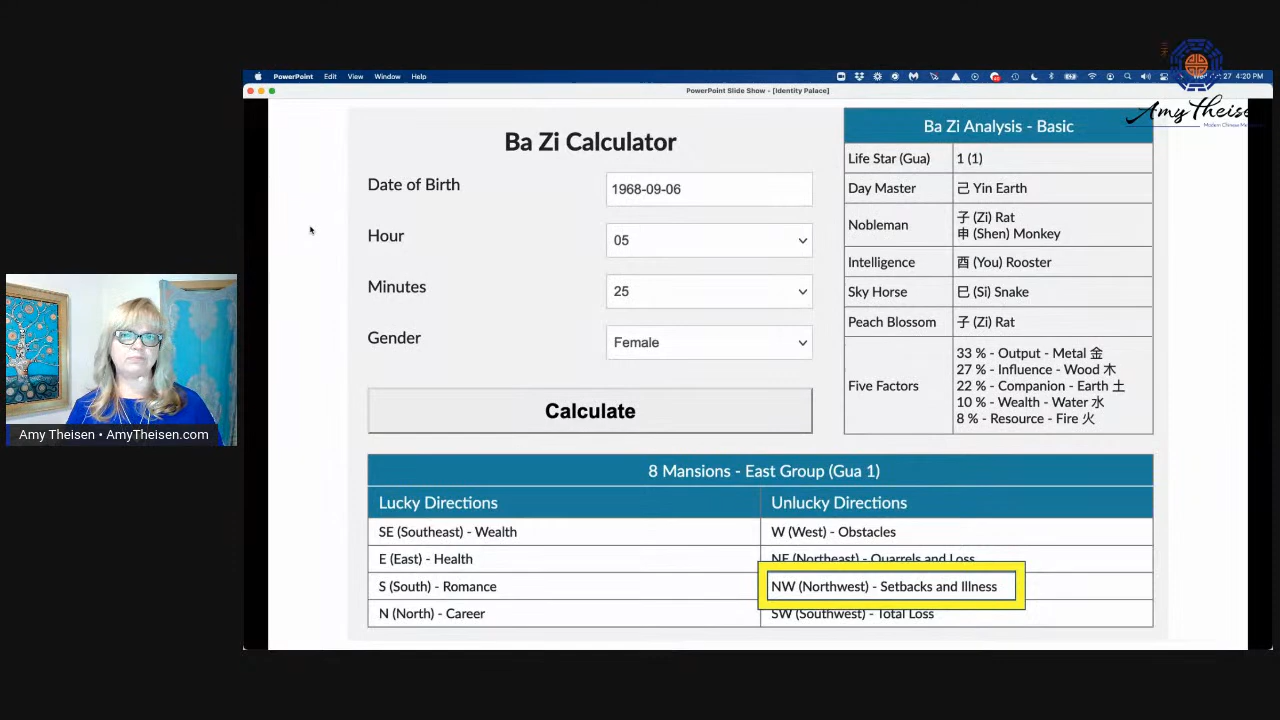 PowerPoint Edit View Window Help
27 4:20 PM
PowerPoint Slide Show - [Identity Palace]
Amy Theisen
Ba Zi Calculator
Date of Birth
1968-09-06
Hour
05
Minutes
25
Gender
Female
Calculate
Ba Zi Analysis - Basic
Life Star (Gua) 1 (1)
Day Master 己 Yin Earth
Nobleman 子 (Zi) Rat
申 (Shen) Monkey
Intelligence 酉 (You) Rooster
Sky Horse 巳 (Si) Snake
Peach Blossom 子 (Zi) Rat
Five Factors
33 % - Output - Metal 金
27 % - Influence - Wood 木
22 % - Companion - Earth 土
10 % - Wealth - Water 水
8 % - Resource - Fire 火
8 Mansions - East Group (Gua 1)
Lucky Directions Unlucky Directions
SE (Southeast) - Wealth W (West) - Obstacles
E (East) - Health NE (Northeast) - Quarrels and Loss
S (South) - Romance NW (Northwest) - Setbacks and Illness
N (North) - Career SW (Southwest) - Total Loss
Amy Theisen • AmyTheisen.com